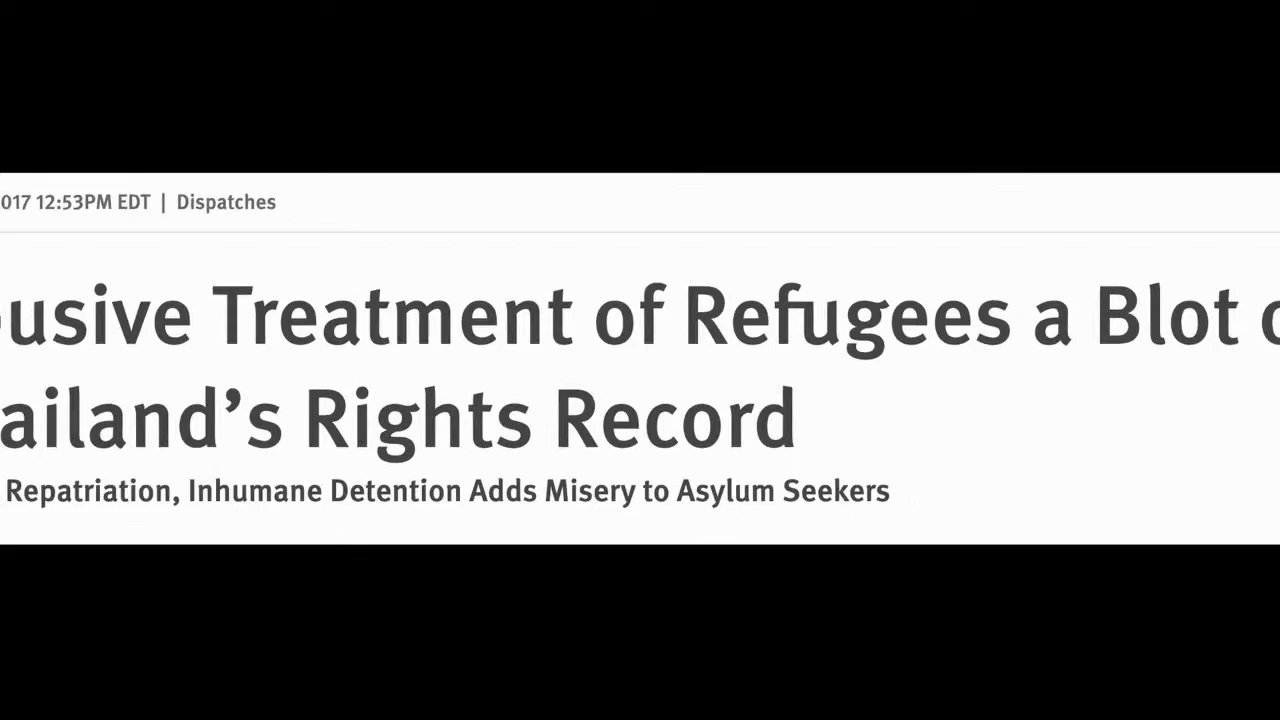 017 12:53PM EDT | Dispatches
usive Treatment of Refugees a Blot
ailand’s Rights Record
Repatriation, Inhumane Detention Adds Misery to Asylum Seekers